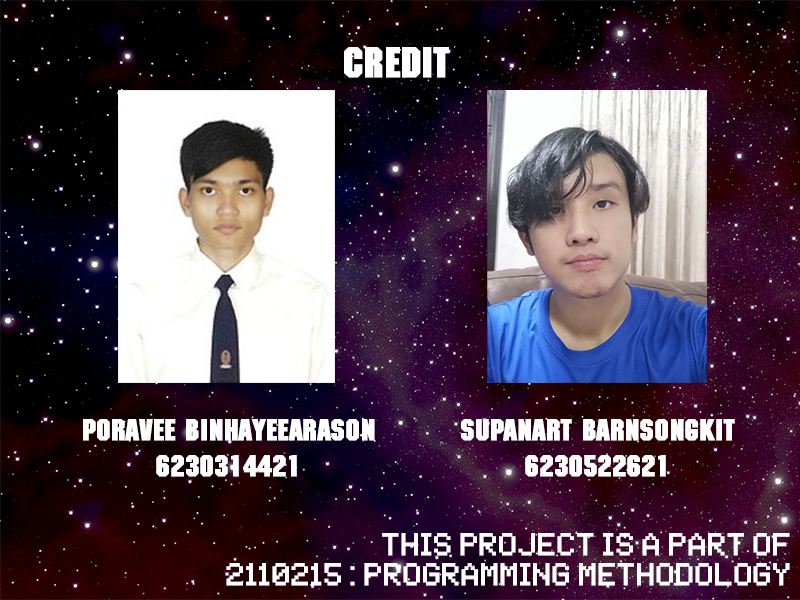 CREDIT
PORAVEE BINHAYEEARASON
SUPANART BARNSONGKIT
6230314421
6230522621
THIS PROJECT IS A PART OF
2110215 : PROGRAMMING METHODOLOGY